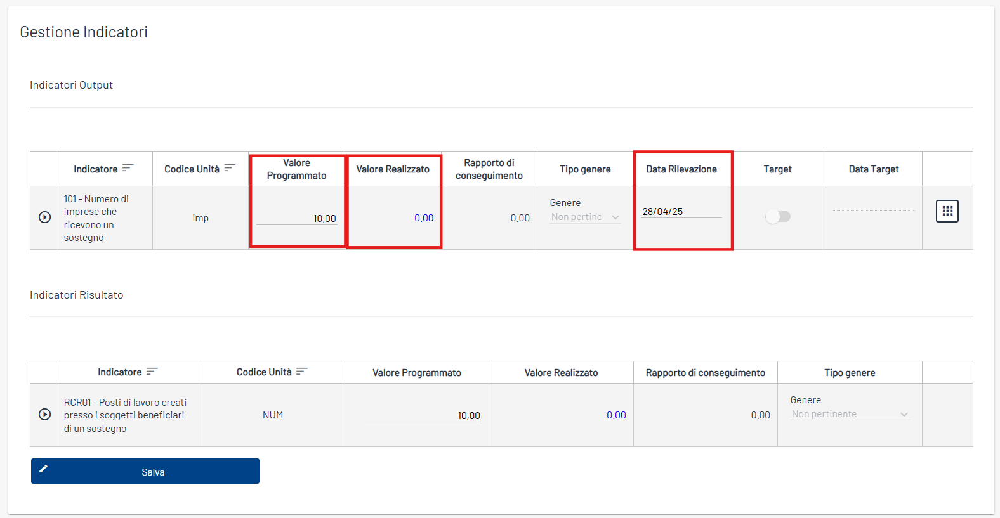 Gestione Indicatori
Indicatori Output
Indicatore
Codice Unità
Valore
Programmato
Valore Realizzato
Rapporto di
conseguimento
Tipo genere
Data Rilevazione
Target
Data Target
101 - Numero di
imprese che
ricevono un
sostegno
imp
10,00
0.00
0.00
Genere
Non pertine
28/04/25
Indicatori Risultato
Indicatore
Codice Unità
Valore Programmato
Valore Realizzato
Rapporto di conseguimento
Tipo genere
RCR01 - Posti di lavoro creati
presso i soggetti beneficiari
di un sostegno
NUM
10,00
0.00
0.00
Genere
Non pertinente
Salva